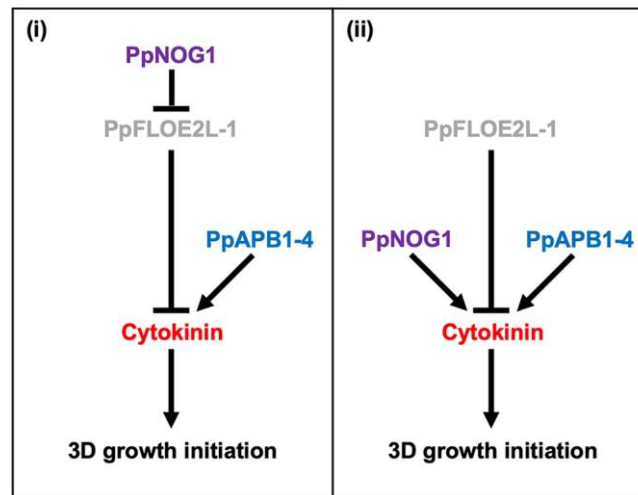 (i)
PpNOG1
PpFLOE2L-1
PpAPB1-4
Cytokinin
3D growth initiation
(ii)
PpFLOE2L-1
PpNOG1
PpAPB1-4
Cytokinin
3D growth initiation